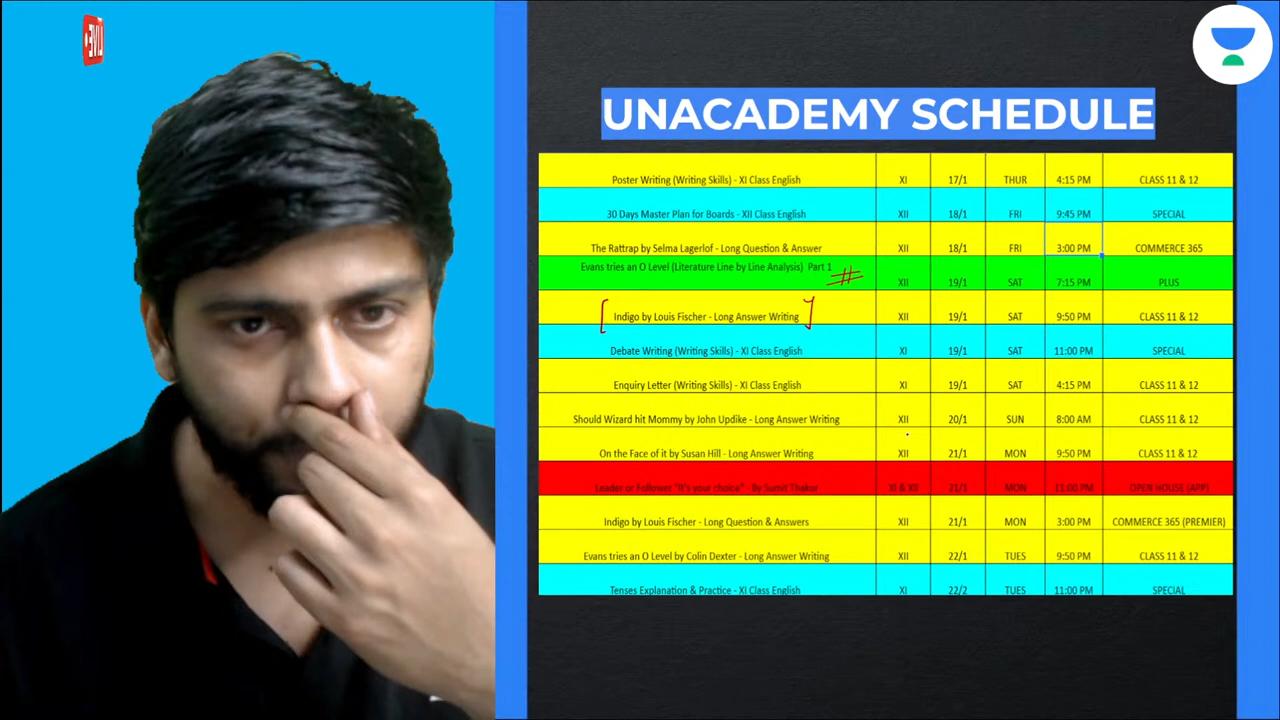 LIVE
UNACADEMY SCHEDULE
Poster Writing (Writing Skills) - XI Class English XI 17/1 THUR 4:15 PM CLASS 11 & 12
30 Days Master Plan for Boards - XII Class English XII 18/1 FRI 9:45 PM SPECIAL
The Rattrap by Selma Lagerlof - Long Question & Answer XII 18/1 FRI 3:00 PM COMMERCE 365
Evans tries an O Level (Literature Line by Line Analysis) Part 1 XII 19/1 SAT 7:15 PM PLUS
Indigo by Louis Fischer - Long Answer Writing XII 19/1 SAT 9:50 PM CLASS 11 & 12
Debate Writing (Writing Skills) - XI Class English XI 19/1 SAT 11:00 PM SPECIAL
Enquiry Letter (Writing Skills) - XI Class English XI 19/1 SAT 4:15 PM CLASS 11 & 12
Should Wizard hit Mommy by John Updike - Long Answer Writing XII 20/1 SUN 8:00 AM CLASS 11 & 12
On the Face of it by Susan Hill - Long Answer Writing XII 21/1 MON 9:50 PM CLASS 11 & 12
Leader or Follower "It's your choice" - By Sumit Thakur XI & XII 21/1 MON 11:00 PM OPEN HOUSE (APP)
Indigo by Louis Fischer - Long Question & Answers XII 21/1 MON 3:00 PM COMMERCE 365 (PREMIER)
Evans tries an O Level by Colin Dexter - Long Answer Writing XII 22/1 TUES 9:50 PM CLASS 11 & 12
Tenses Explanation & Practice - XI Class English XI 22/2 TUES 11:00 PM SPECIAL